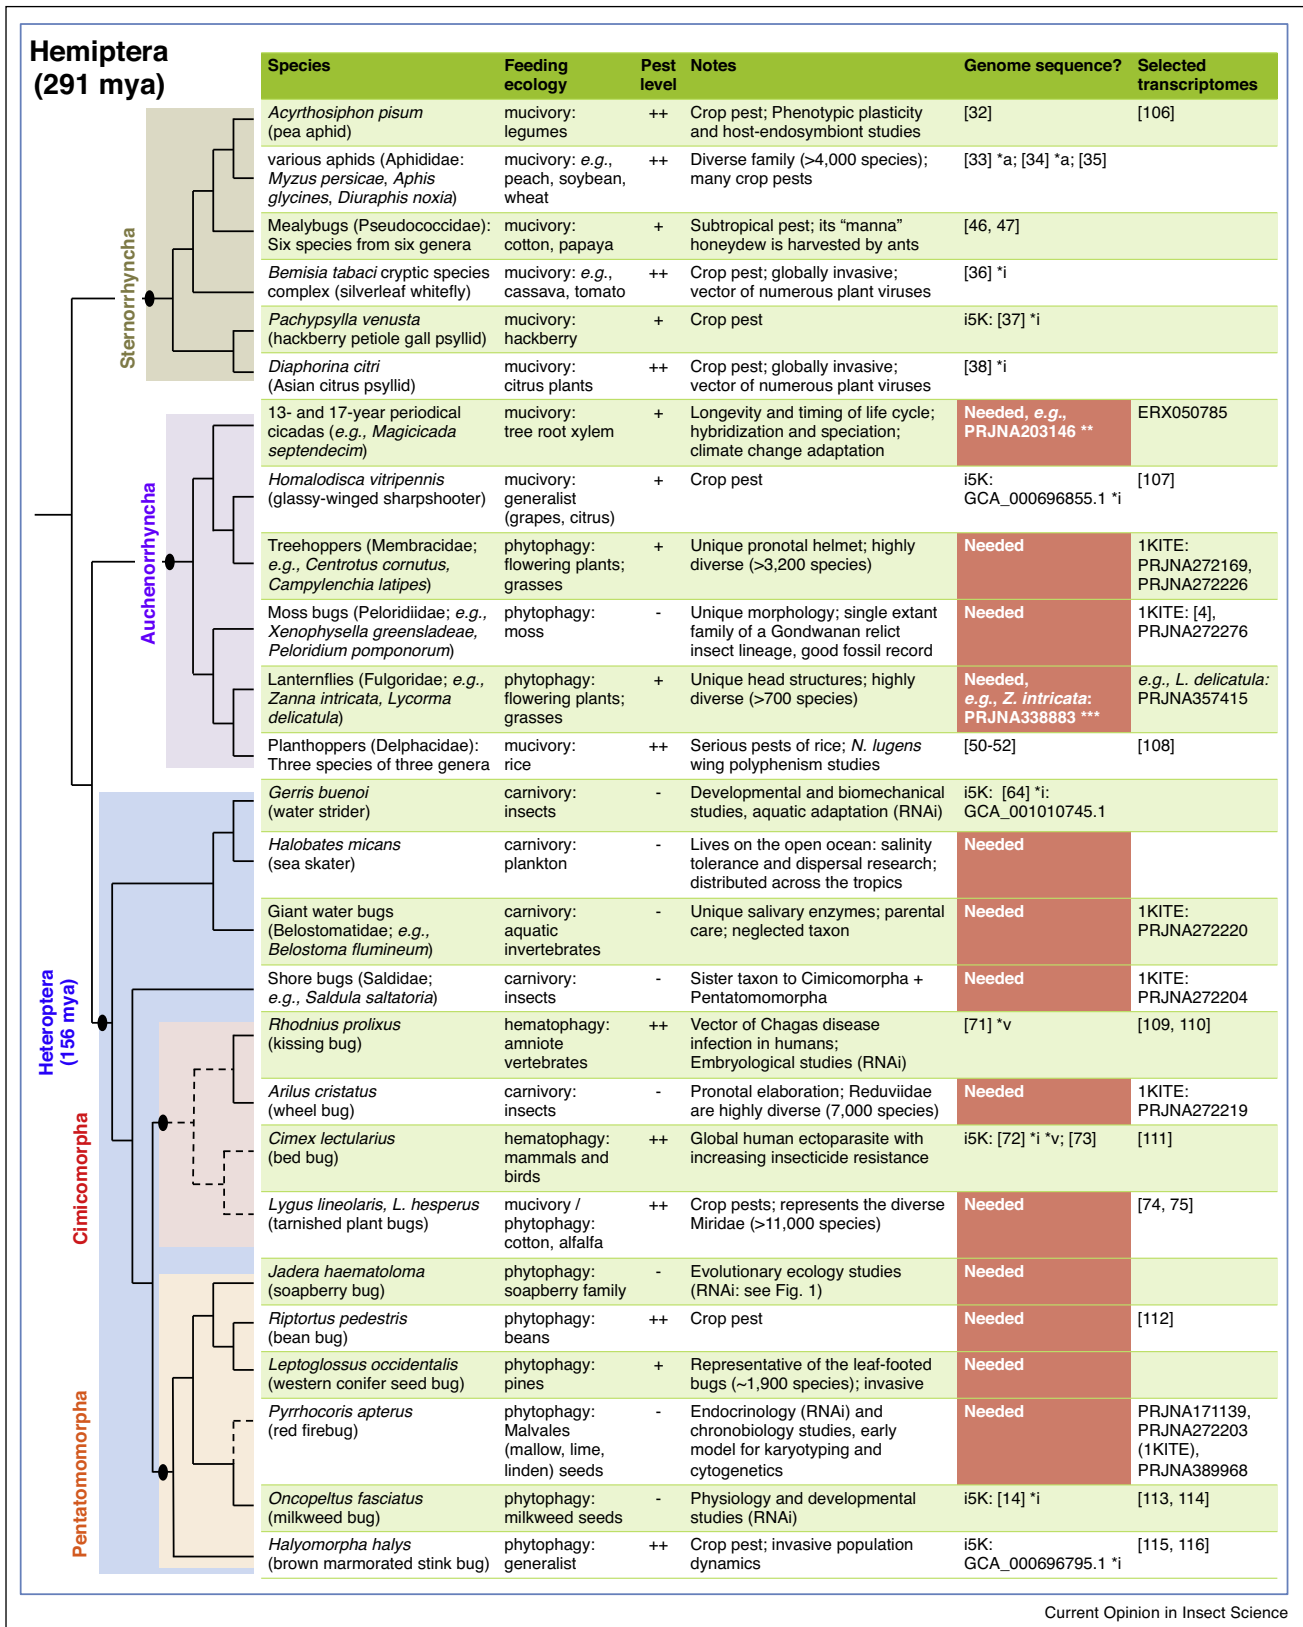 Hemiptera
(291 mya)
Species
Feeding
ecology
Pest
level
Notes
Genome sequence?
Selected
transcriptomes
Acyrthosiphon pisum
(pea aphid)
mucivory:
legumes
++
Crop pest; Phenotypic plasticity
and host-endosymbiont studies
[32]
[106]
various aphids (Aphididae:
Myzus persicae, Aphis
glycines, Diuraphis noxia)
mucivory: e.g.,
peach, soybean,
wheat
++
Diverse family (>4,000 species);
many crop pests
[33] *a; [34] *a; [35]
Mealybugs (Pseudococcidae):
Six species from six genera
mucivory:
cotton, papaya
+
Subtropical pest; its “manna”
honeydew is harvested by ants
[46, 47]
Bemisia tabaci cryptic species
complex (silverleaf whitefly)
mucivory: e.g.,
cassava, tomato
++
Crop pest; globally invasive;
vector of numerous plant viruses
[36] *i
Pachypsylla venusta
(hackberry petiole gall psyllid)
mucivory:
hackberry
+
Crop pest
i5K: [37] *i
Diaphorina citri
(Asian citrus psyllid)
mucivory:
citrus plants
++
Crop pest; globally invasive;
vector of numerous plant viruses
[38] *i
Sternorrhyncha
13- and 17-year periodical
cicadas (e.g., Magicicada
septendecim)
mucivory:
tree root xylem
+
Longevity and timing of life cycle;
hybridization and speciation;
climate change adaptation
Needed, e.g.,
PRJNA203146 **
ERX050785
Homalodisca vitripennis
(glassy-winged sharpshooter)
mucivory:
generalist
(grapes, citrus)
+
Crop pest
i5K:
GCA_000696855.1 *i
[107]
Treehoppers (Membracidae;
e.g., Centrotus cornutus,
Campylenchia latipes)
phytophagy:
flowering plants;
grasses
+
Unique pronotal helmet; highly
diverse (>3,200 species)
Needed
1KITE:
PRJNA272169,
PRJNA272226
Moss bugs (Peloridiidae; e.g.,
Xenophysella greensladeae,
Peloridium pomponorum)
phytophagy:
moss
-
Unique morphology; single extant
family of a Gondwanan relict
insect lineage, good fossil record
Needed
1KITE: [4],
PRJNA272276
Lanternflies (Fulgoridae; e.g.,
Zanna intricata, Lycorma
delicatula)
phytophagy:
flowering plants;
grasses
+
Unique head structures; highly
diverse (>700 species)
Needed,
e.g., Z. intricata:
PRJNA338883 ***
e.g., L. delicatula:
PRJNA357415
Planthoppers (Delphacidae):
Three species of three genera
mucivory:
rice
++
Serious pests of rice; N. lugens
wing polyphenism studies
[50-52]
[108]
Auchenorrhyncha
Gerris buenoi
(water strider)
carnivory:
insects
-
Developmental and biomechanical
studies, aquatic adaptation (RNAi)
i5K: [64] *i:
GCA_001010745.1
Halobates micans
(sea skater)
carnivory:
plankton
-
Lives on the open ocean: salinity
tolerance and dispersal research;
distributed across the tropics
Needed
Giant water bugs
(Belostomatidae; e.g.,
Belostoma flumineum)
carnivory:
aquatic
invertebrates
-
Unique salivary enzymes; parental
care; neglected taxon
Needed
1KITE:
PRJNA272220
Shore bugs (Saldidae;
e.g., Saldula saltatoria)
carnivory:
insects
-
Sister taxon to Cimicomorpha +
Pentatomomorpha
Needed
1KITE:
PRJNA272204
Heteroptera
(156 mya)
Rhodnius prolixus
(kissing bug)
hematophagy:
amniote
vertebrates
++
Vector of Chagas disease
infection in humans;
Embryological studies (RNAi)
[71] *v
[109, 110]
Arilus cristatus
(wheel bug)
carnivory:
insects
-
Pronotal elaboration; Reduviidae
are highly diverse (7,000 species)
Needed
1KITE:
PRJNA272219
Cimex lectularius
(bed bug)
hematophagy:
mammals and
birds
++
Global human ectoparasite with
increasing insecticide resistance
i5K: [72] *i *v; [73]
[111]
Lygus lineolaris, L. hesperus
(tarnished plant bugs)
mucivory /
phytophagy:
cotton, alfalfa
++
Crop pests; represents the diverse
Miridae (>11,000 species)
Needed
[74, 75]
Cimicomorpha
Jadera haematoloma
(soapberry bug)
phytophagy:
soapberry family
-
Evolutionary ecology studies
(RNAi: see Fig. 1)
Needed
Riptortus pedestris
(bean bug)
phytophagy:
beans
++
Crop pest
Needed
[112]
Leptoglossus occidentalis
(western conifer seed bug)
phytophagy:
pines
+
Representative of the leaf-footed
bugs (~1,900 species); invasive
Needed
Pyrrhocoris apterus
(red firebug)
phytophagy:
Malvales
(mallow, lime,
linden) seeds
-
Endocrinology (RNAi) and
chronobiology studies, early
model for karyotyping and
cytogenetics
Needed
PRJNA171139,
PRJNA272203
(1KITE),
PRJNA389968
Oncopeltus fasciatus
(milkweed bug)
phytophagy:
milkweed seeds
-
Physiology and developmental
studies (RNAi)
i5K: [14] *i
[113, 114]
Halyomorpha halys
(brown marmorated stink bug)
phytophagy:
generalist
++
Crop pest; invasive population
dynamics
i5K:
GCA_000696795.1 *i
[115, 116]
Pentatomomorpha
Current Opinion in Insect Science